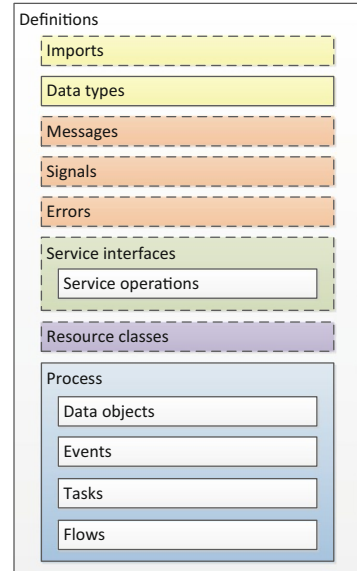 Definitions
Imports
Data types
Messages
Signals
Errors
Service interfaces
Service operations
Resource classes
Process
Data objects
Events
Tasks
Flows